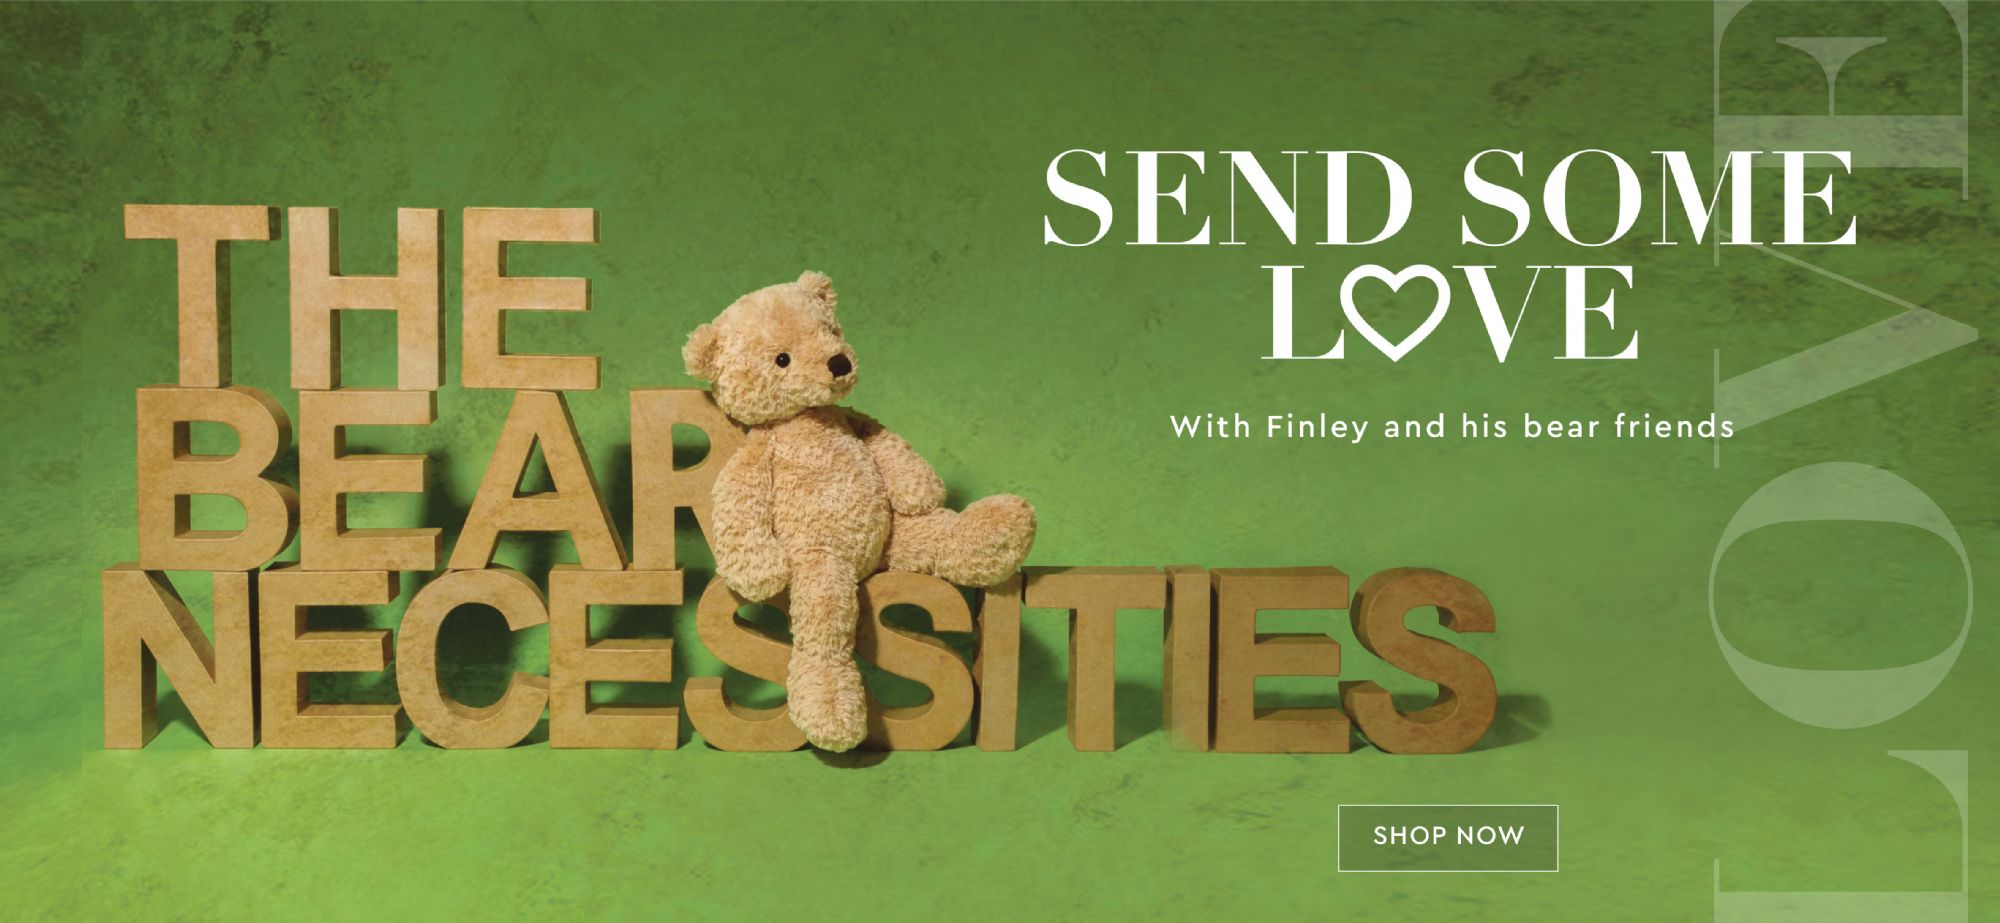 THE
BEAR
NECESSITIES
SEND SOME
LOVE
With Finley and his bear friends
SHOP NOW
LOVE